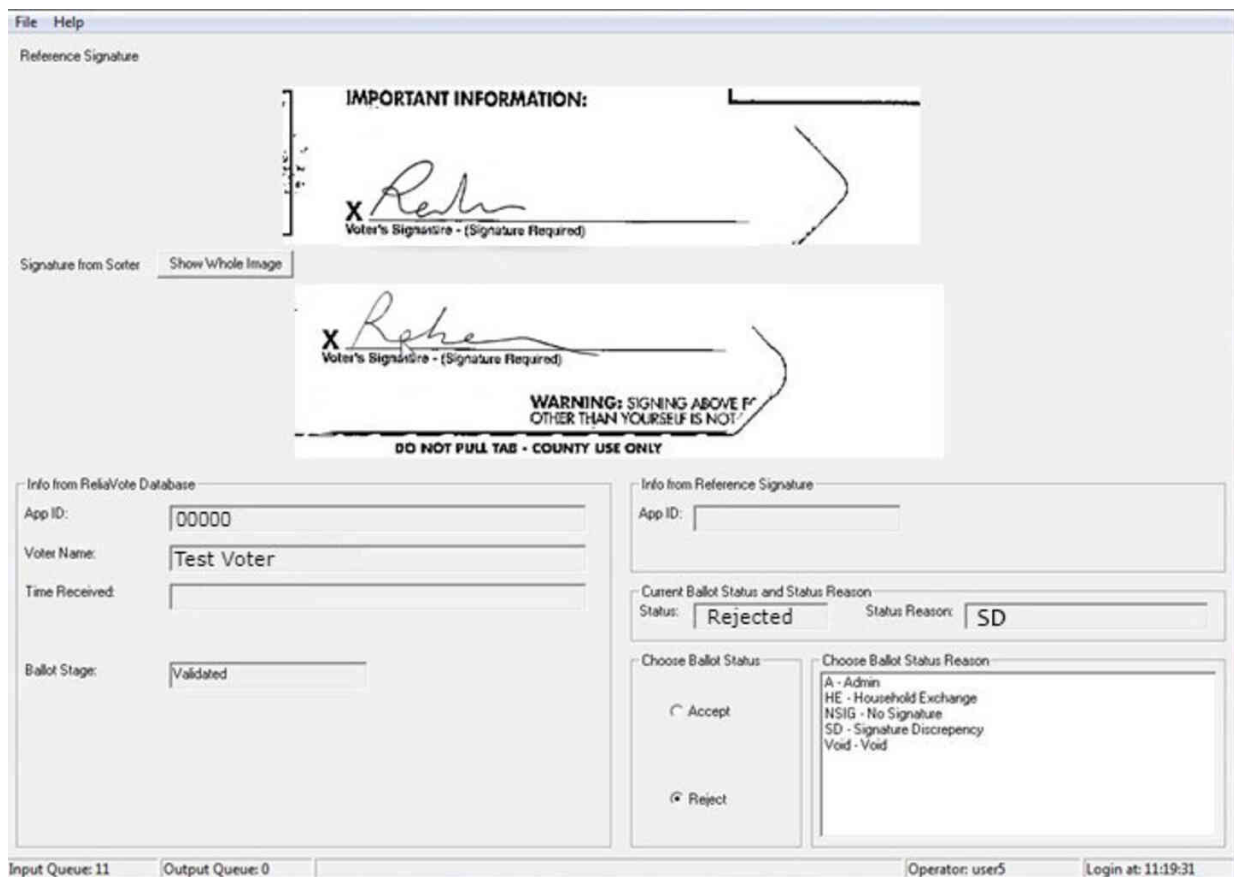 File Help
Reference Signature
IMPORTANT INFORMATION:
X
Voter's Signature - (Signature Required)
Signature from Sorter Show Whole Image
X
Voter's Signature - (Signature Required)
WARNING: SIGNING ABOVE
OTHER THAN YOURSELF IS NOT
DO NOT PULL TAB - COUNTY USE ONLY
Info from ReliaVote Database
App ID: 00000
Voter Name: Test Voter
Time Received:
Ballot Stage: Validated
Info from Reference Signature
App ID:
Current Ballot Status and Status Reason
Status: Rejected Status Reason: SD
Choose Ballot Status
Accept
Reject
Choose Ballot Status Reason
A - Admin
HE - Household Exchange
NSIG - No Signature
SD - Signature Discrepency
Void - Void
Input Queue: 11 Output Queue: 0 Operator: user5 Login at: 11:19:31